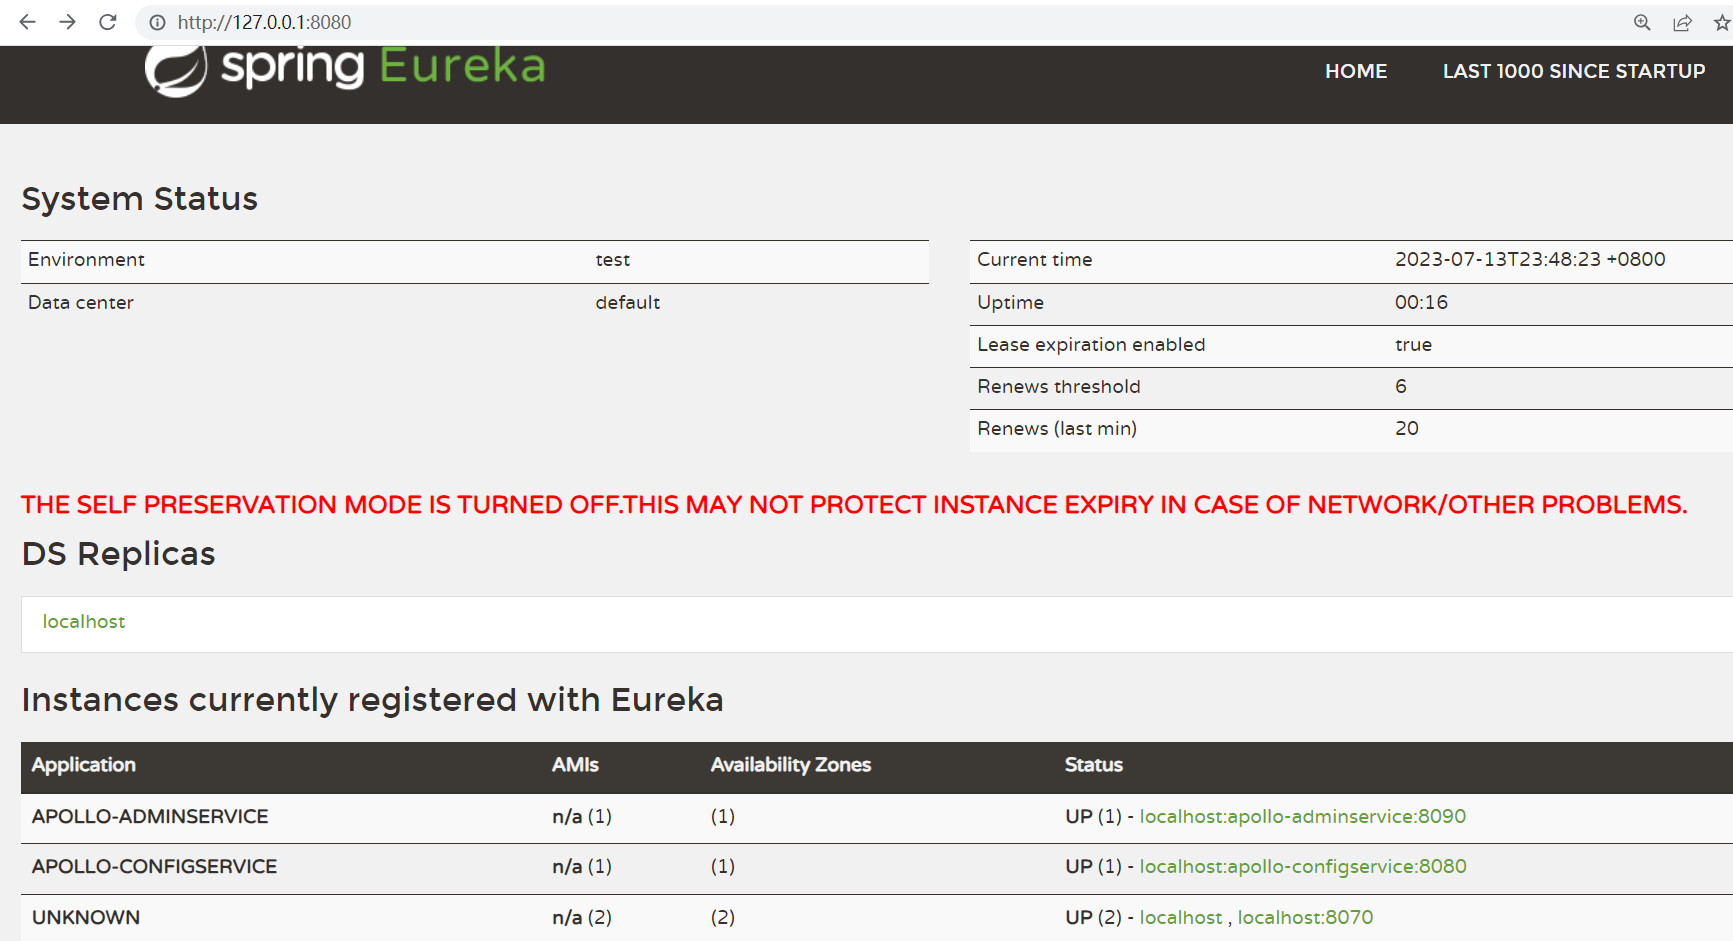 http://127.0.0.1:8080
spring Eureka
HOME LAST 1000 SINCE STARTUP
System Status
Environment test
Data center default
Current time 2023-07-13T23:48:23 +0800
Uptime 00:16
Lease expiration enabled true
Renews threshold 6
Renews (last min) 20
THE SELF PRESERVATION MODE IS TURNED OFF.THIS MAY NOT PROTECT INSTANCE EXPIRY IN CASE OF NETWORK/OTHER PROBLEMS.
DS Replicas
localhost
Instances currently registered with Eureka
Application AMIs Availability Zones Status
APOLLO-ADMINSERVICE n/a (1) (1) UP (1) - localhost:apollo-adminservice:8090
APOLLO-CONFIGSERVICE n/a (1) (1) UP (1) - localhost:apollo-configservice:8080
UNKNOWN n/a (2) (2) UP (2) - localhost , localhost:8070